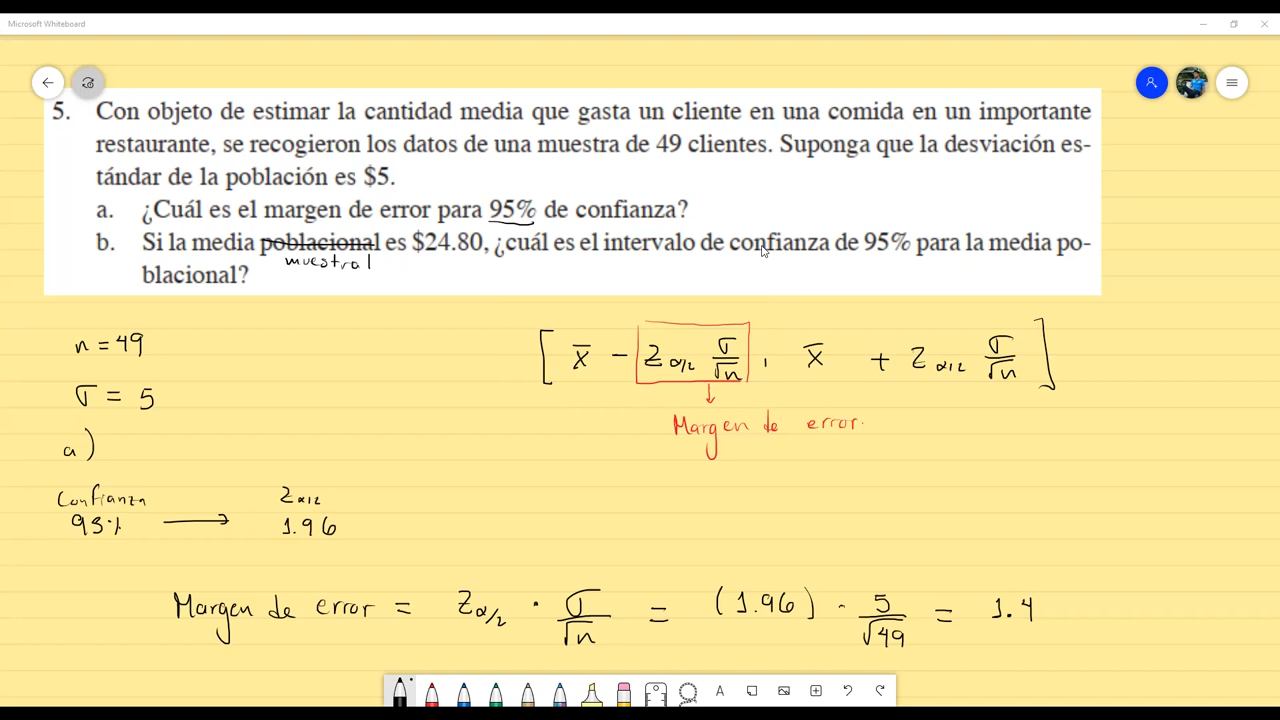 Microsoft Whiteboard
5. Con objeto de estimar la cantidad media que gasta un cliente en una comida en un importante
restaurante, se recogieron los datos de una muestra de 49 clientes. Suponga que la desviación es-
tándar de la población es $5.
a. ¿Cuál es el margen de error para 95% de confianza?
b. Si la media poblacional es $24.80, ¿cuál es el intervalo de confianza de 95% para la media po-
muestral
blacional?
n = 49
[ x̄ − Z α/2 σ/√n , x̄ + Z α/2 σ/√n ]
σ = 5
Margen de error.
a)
Confianza Z α/2
95% → 1.96
Margen de error = Z α/2 · σ/√n = (1.96) · 5/√49 = 1.4
A